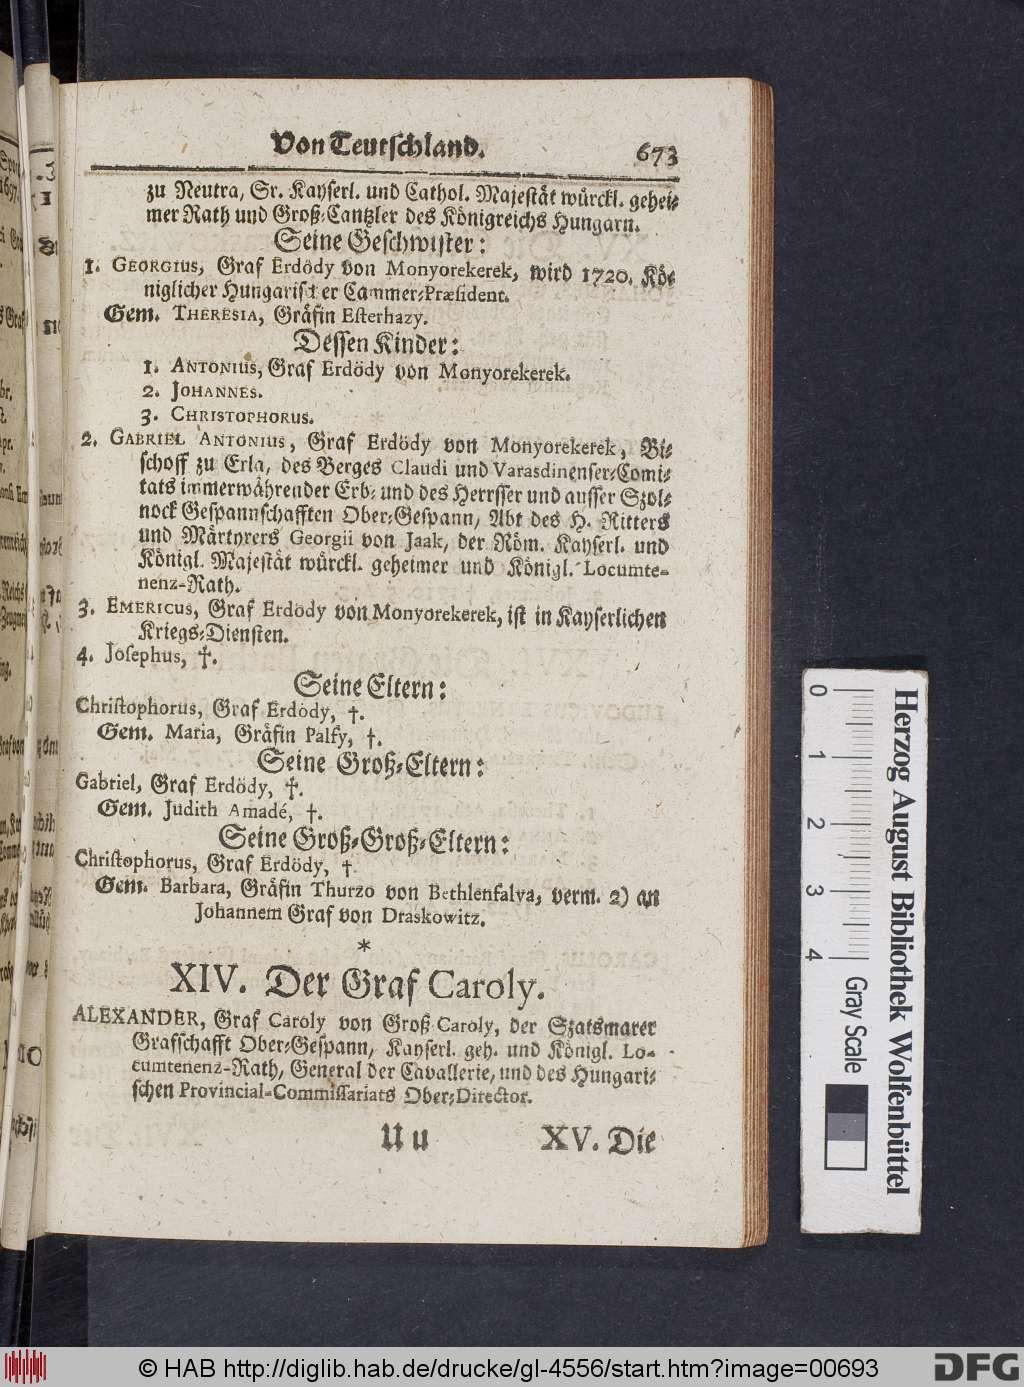 Von Teutschland. 673
zu Neutra, Sr. Kayserl. und Cathol. Majestät würckl. gehei-
mer Rath und Groß-Cantzler des Königreichs Hungarn.
Seine Geschwister:
1. GEORGIUS, Graf Erdödy von Monyorekerek, wird 1720. Kö-
niglicher Hungarischer Cammer-Præsident.
Gem. THERESIA, Gräfin Esterhazy.
Dessen Kinder:
1. ANTONIUS, Graf Erdödy von Monyorekerek.
2. JOHANNES.
3. CHRISTOPHORUS.
2. GABRIEL ANTONIUS, Graf Erdödy von Monyorekerek, Bi-
schoff zu Erla, des Berges Claudi und Varasdinenser-Comi-
tats immerwährender Erb- und des Herrsser und ausser Szol-
nock Gespannschafften Ober-Gespann, Abt des H. Ritters
und Märtyrers Georgii von Jaak, der Röm. Kayserl. und
Königl. Majestät würckl. geheimer und Königl. Locumte-
nenz-Rath.
3. EMERICUS, Graf Erdödy von Monyorekerek, ist in Kayserlichen
Kriegs-Diensten.
4. Josephus, †.
Seine Eltern:
Christophorus, Graf Erdödy, †.
Gem. Maria, Gräfin Palfy, †.
Seine Groß-Eltern:
Gabriel, Graf Erdödy, †.
Gem. Judith Amadé, †.
Seine Groß-Groß-Eltern:
Christophorus, Graf Erdödy, †
Gem. Barbara, Gräfin Thurzo von Bethlenfalva, verm. 2) an
Johannem Graf von Draskowitz.
*
XIV. Der Graf Caroly.
ALEXANDER, Graf Caroly von Groß Caroly, der Szatsmarer
Grafschafft Ober-Gespann, Kayserl. geh. und Königl. Lo-
cumtenenz-Rath, General der Cavallerie, und des Hungari-
schen Provincial-Commissariats Ober-Director.
Uu XV. Die
0 1 2 3 4 Gray Scale
Herzog August Bibliothek Wolfenbüttel
© HAB http://diglib.hab.de/drucke/gl-4556/start.htm?image=00693
DFG